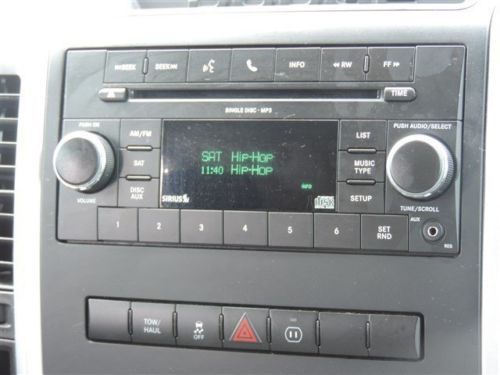 SEEK SEEK INFO RW FF
TIME
SINGLE DISC - MP3
PUSH ON
VOLUME
AM/FM
SAT
DISC
AUX
SAT Hip-Hop
11:40 Hip-Hop
INFO
SIRIUS
LIST
MUSIC
TYPE
SETUP
PUSH AUDIO/SELECT
TUNE/SCROLL
1 2 3 4 5 6 SET
RND
AUX
TOW/
HAUL
OFF